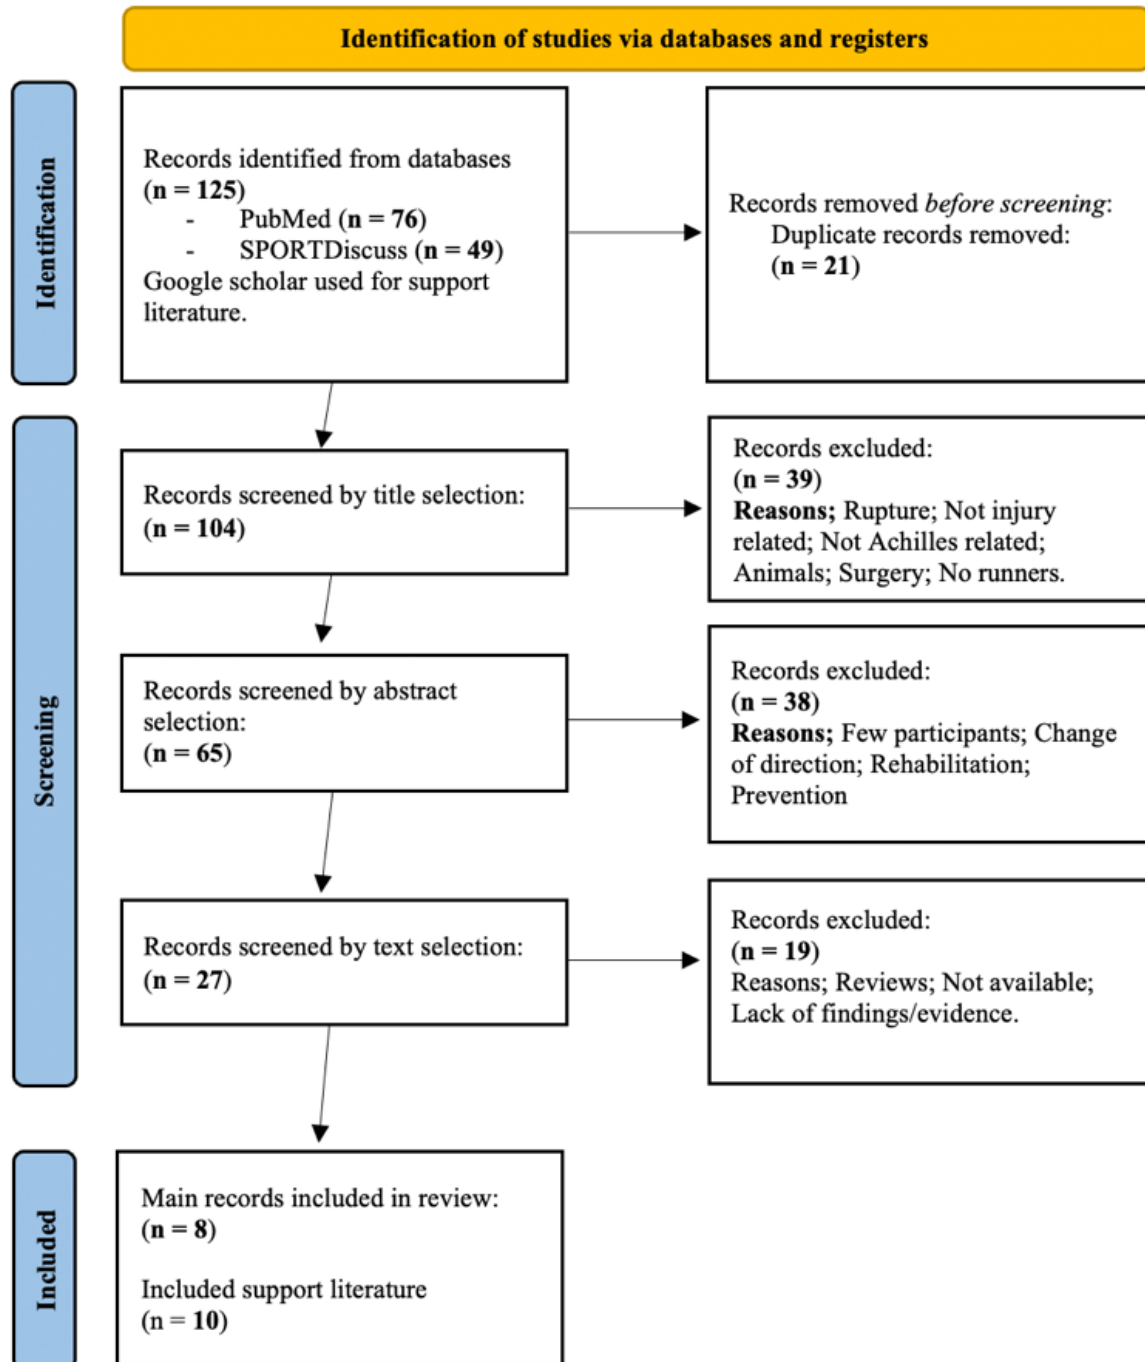 Identification of studies via databases and registers
Identification
Records identified from databases
(n = 125)
- PubMed (n = 76)
- SPORTDiscuss (n = 49)
Google scholar used for support
literature.
Records removed before screening:
Duplicate records removed:
(n = 21)
Screening
Records screened by title selection:
(n = 104)
Records excluded:
(n = 39)
Reasons; Rupture; Not injury
related; Not Achilles related;
Animals; Surgery; No runners.
Records screened by abstract
selection:
(n = 65)
Records excluded:
(n = 38)
Reasons; Few participants; Change
of direction; Rehabilitation;
Prevention
Records screened by text selection:
(n = 27)
Records excluded:
(n = 19)
Reasons; Reviews; Not available;
Lack of findings/evidence.
Included
Main records included in review:
(n = 8)
Included support literature
(n = 10)